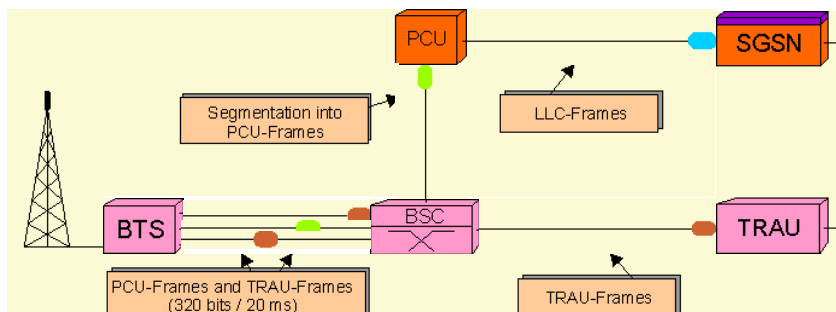 PCU
SGSN
Segmentation into
PCU-Frames
LLC-Frames
BTS
BSC
TRAU
PCU-Frames and TRAU-Frames
(320 bits / 20 ms)
TRAU-Frames